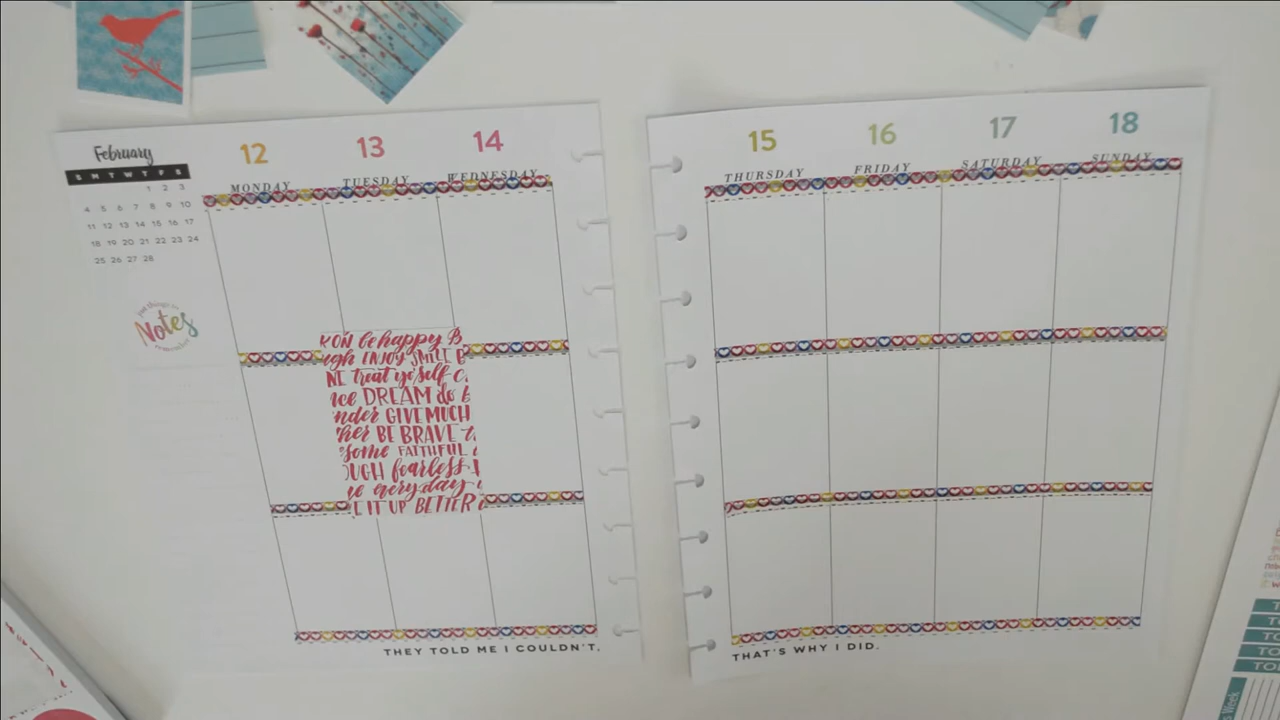 February
S M T W T F S
1 2 3
4 5 6 7 8 9 10
11 12 13 14 15 16 17
18 19 20 21 22 23 24
25 26 27 28
12 13 14
MONDAY TUESDAY WEDNESDAY
Notes
be happy B
ENJOY SMILE B
treat yo'self
DREAM do
GIVE MUCH
BE BRAVE
FAITHFUL
fearless
everyday
IT UP BETTER
THEY TOLD ME I COULDN'T,
15 16 17 18
THURSDAY FRIDAY SATURDAY SUNDAY
THAT'S WHY I DID.
Week